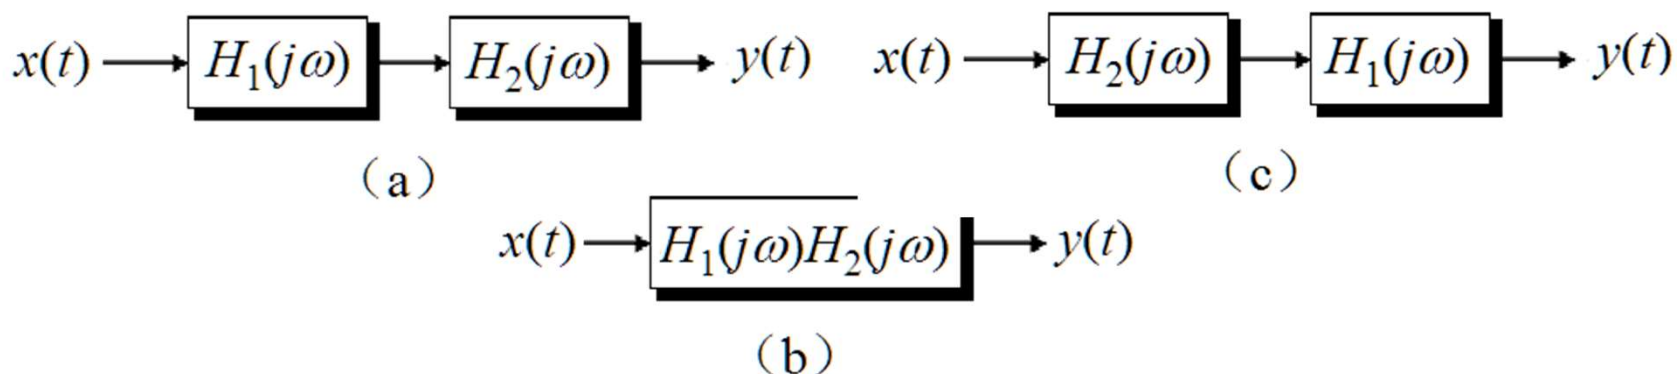 x(t) H₁(jω) H₂(jω) y(t)
(a)
x(t) H₂(jω) H₁(jω) y(t)
(c)
x(t) H₁(jω)H₂(jω) y(t)
(b)